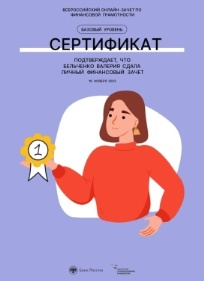 ВСЕРОССИЙСКИЙ ОНЛАЙН-ЗАЧЕТ ПО
ФИНАНСОВОЙ ГРАМОТНОСТИ
БАЗОВЫЙ УРОВЕНЬ
СЕРТИФИКАТ
ПОДТВЕРЖДАЕТ, ЧТО
БЕЛЬЧЕНКО ВАЛЕРИЯ СДАЛА
ЛИЧНЫЙ ФИНАНСОВЫЙ ЗАЧЕТ
1
Банк России